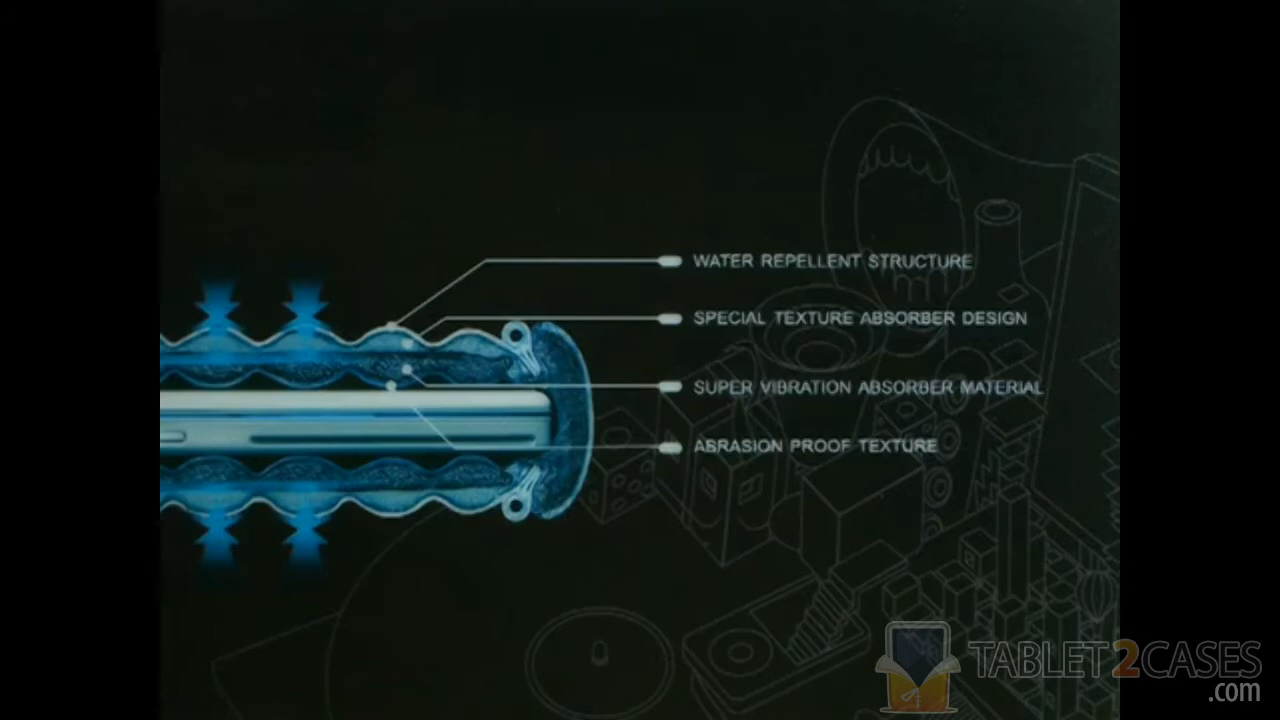 WATER REPELLENT STRUCTURE
SPECIAL TEXTURE ABSORBER DESIGN
SUPER VIBRATION ABSORBER MATERIAL
ABRASION PROOF TEXTURE
TABLET2CASES
.com